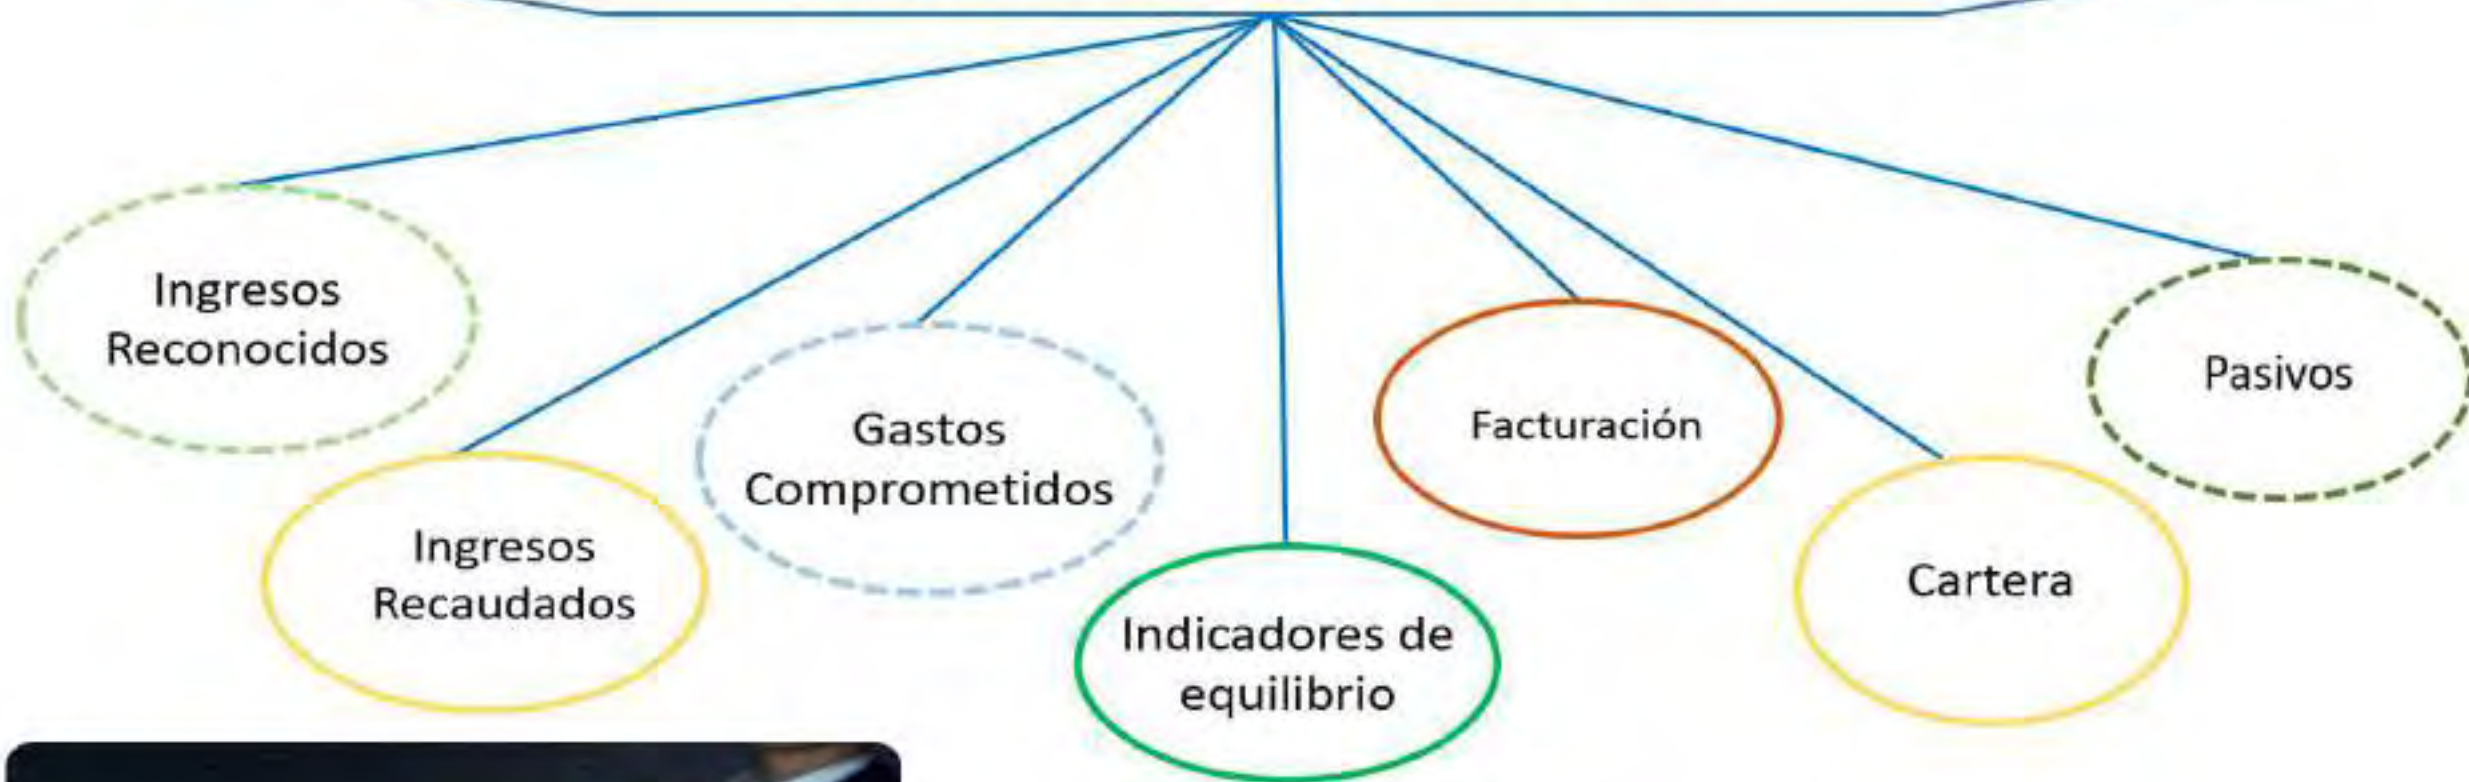 Ingresos
Reconocidos
Ingresos
Recaudados
Gastos
Comprometidos
Indicadores de
equilibrio
Facturación
Cartera
Pasivos